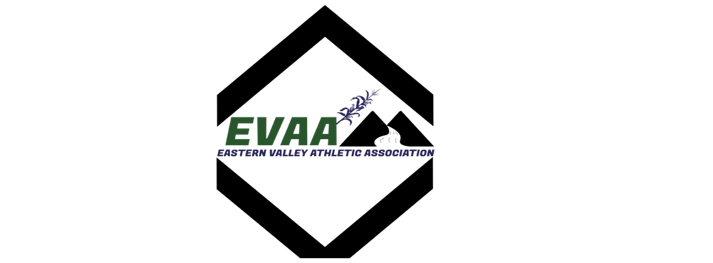 EVAA
EASTERN VALLEY ATHLETIC ASSOCIATION